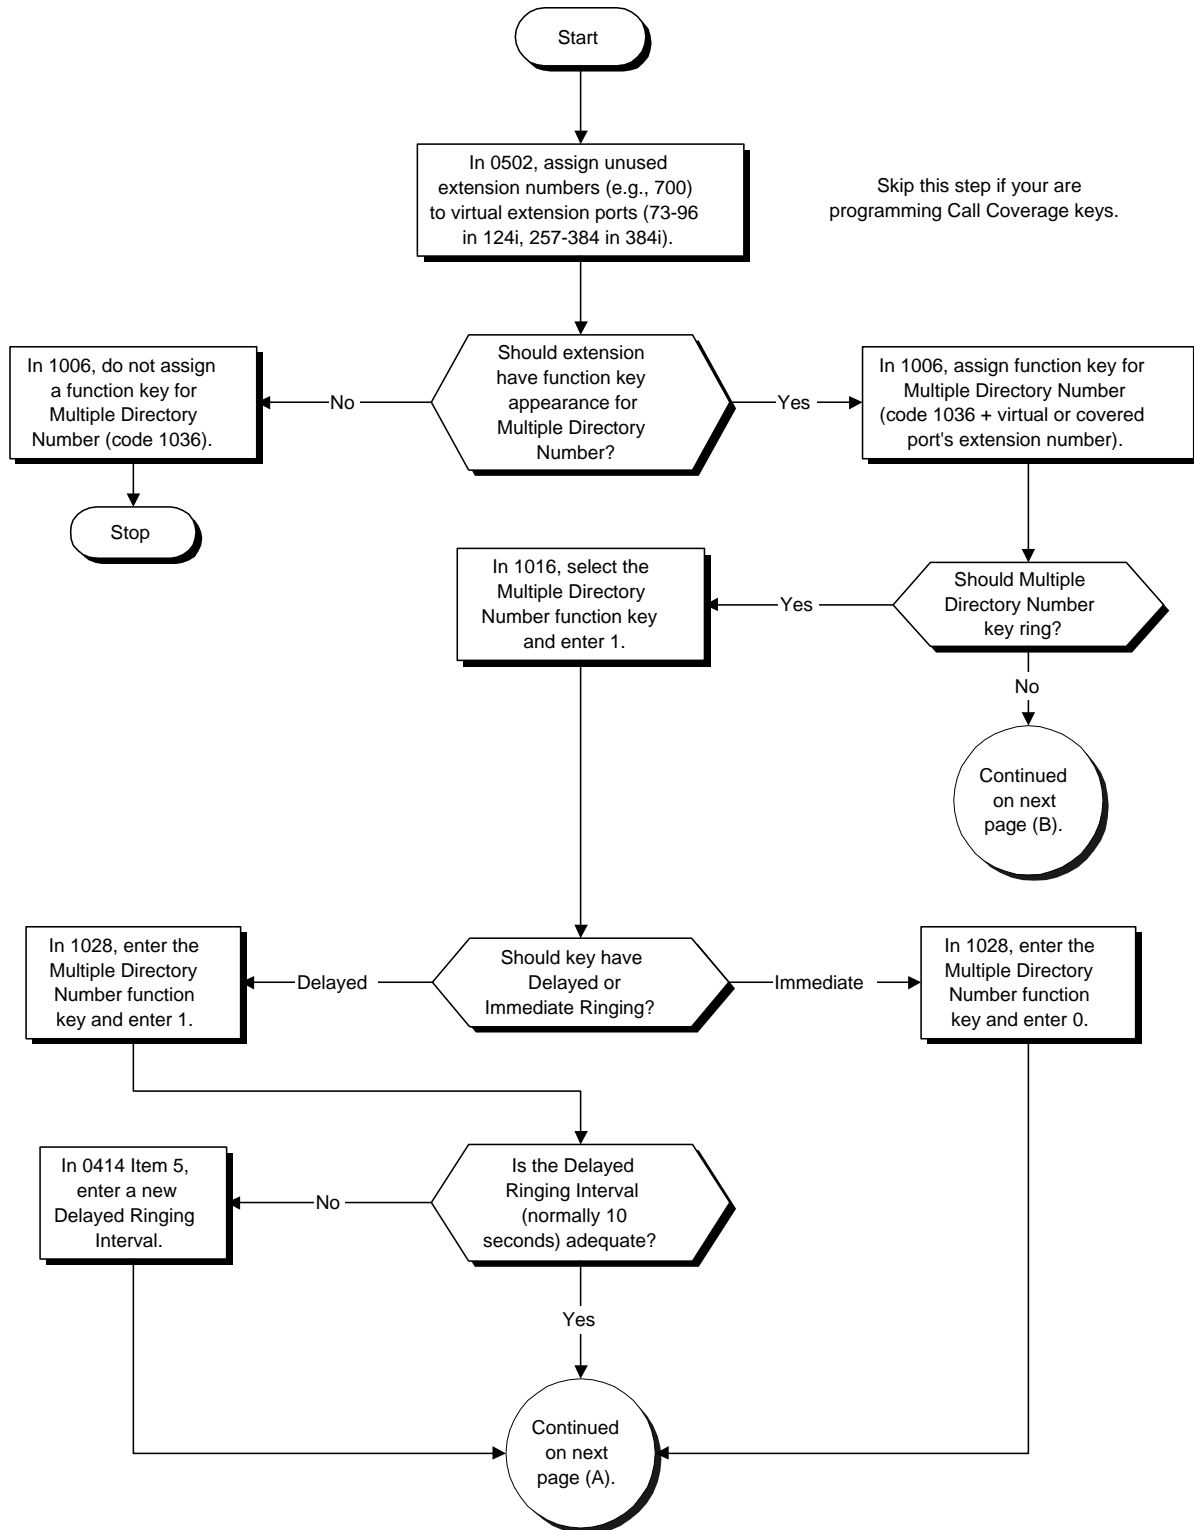 Start
In 0502, assign unused
extension numbers (e.g., 700)
to virtual extension ports (73-96
in 124i, 257-384 in 384i).
Skip this step if your are
programming Call Coverage keys.
Should extension
have function key
appearance for
Multiple Directory
Number?
No
Yes
In 1006, do not assign
a function key for
Multiple Directory
Number (code 1036).
Stop
In 1006, assign function key for
Multiple Directory Number
(code 1036 + virtual or covered
port's extension number).
Should Multiple
Directory Number
key ring?
Yes
No
In 1016, select the
Multiple Directory
Number function key
and enter 1.
Continued
on next
page (B).
Should key have
Delayed or
Immediate Ringing?
Delayed
Immediate
In 1028, enter the
Multiple Directory
Number function
key and enter 1.
In 1028, enter the
Multiple Directory
Number function
key and enter 0.
Is the Delayed
Ringing Interval
(normally 10
seconds) adequate?
No
Yes
In 0414 Item 5,
enter a new
Delayed Ringing
Interval.
Continued
on next
page (A).